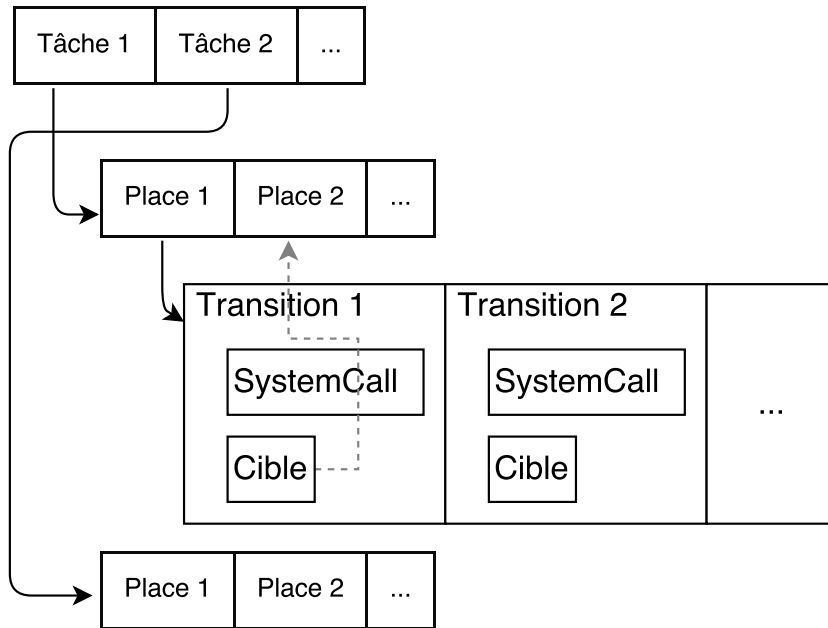 Tâche 1 Tâche 2 ...
Place 1 Place 2 ...
Transition 1 Transition 2
SystemCall SystemCall
...
Cible Cible
Place 1 Place 2 ...